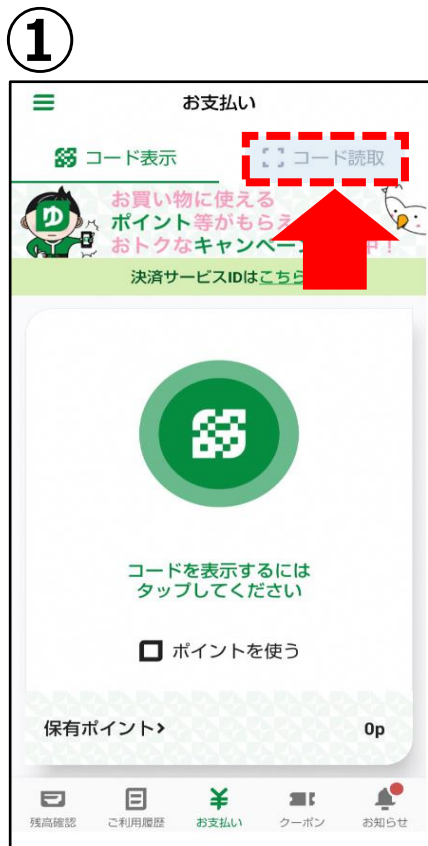 ①
お支払い
コード表示
コード読取
お買い物に使える
ポイント等がもらえ
おトクなキャンペー
中！
決済サービスIDはこちら
コードを表示するには
タップしてください
ポイントを使う
保有ポイント› 0p
残高確認 ご利用履歴 お支払い クーポン お知らせ